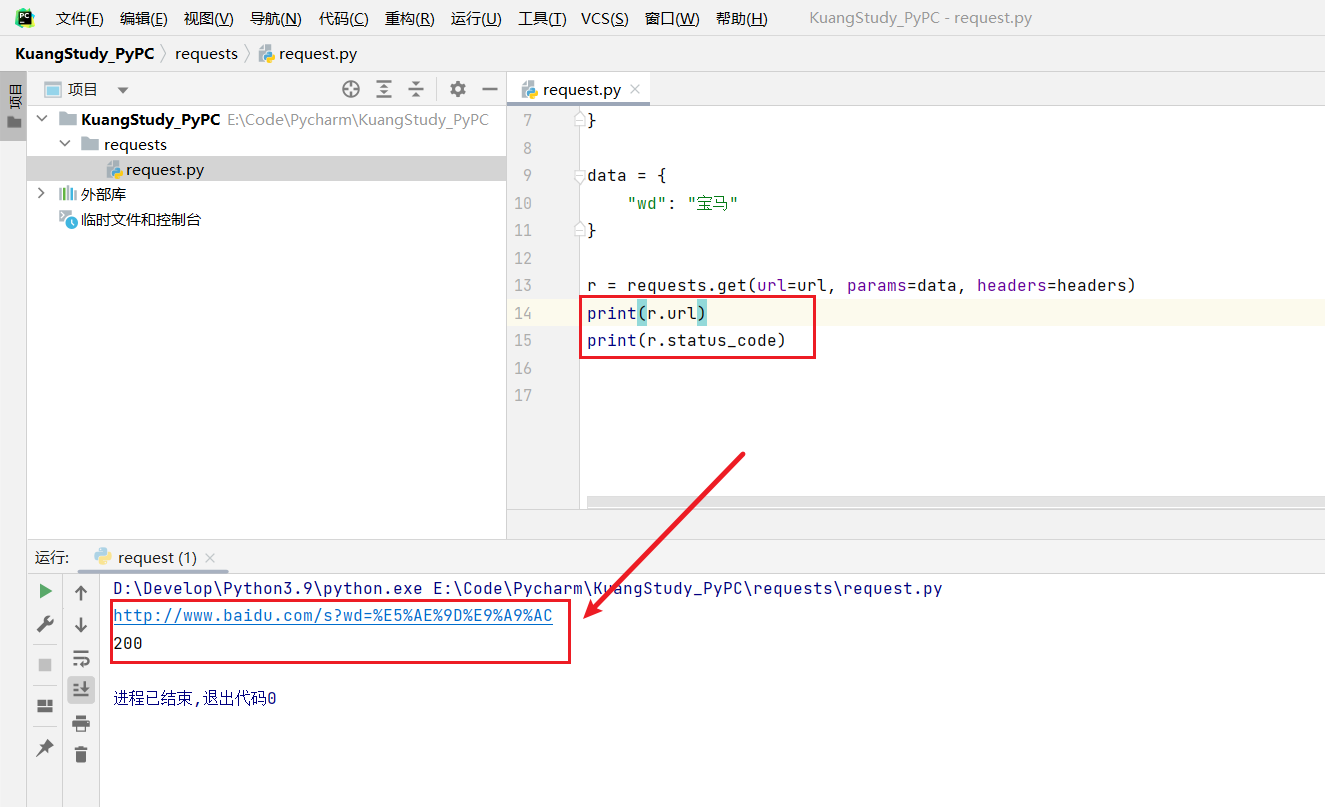 文件(F) 编辑(E) 视图(V) 导航(N) 代码(C) 重构(R) 运行(U) 工具(T) VCS(S) 窗口(W) 帮助(H) KuangStudy_PyPC - request.py
KuangStudy_PyPC requests request.py
项目
项目
KuangStudy_PyPC E:\Code\Pycharm\KuangStudy_PyPC
requests
request.py
外部库
临时文件和控制台
request.py
7 }
8
9 data = {
10 "wd": "宝马"
11 }
12
13 r = requests.get(url=url, params=data, headers=headers)
14 print(r.url)
15 print(r.status_code)
16
17
运行: request (1)
D:\Develop\Python3.9\python.exe E:\Code\Pycharm\KuangStudy_PyPC\requests\request.py
http://www.baidu.com/s?wd=%E5%AE%9D%E9%A9%AC
200
进程已结束,退出代码0